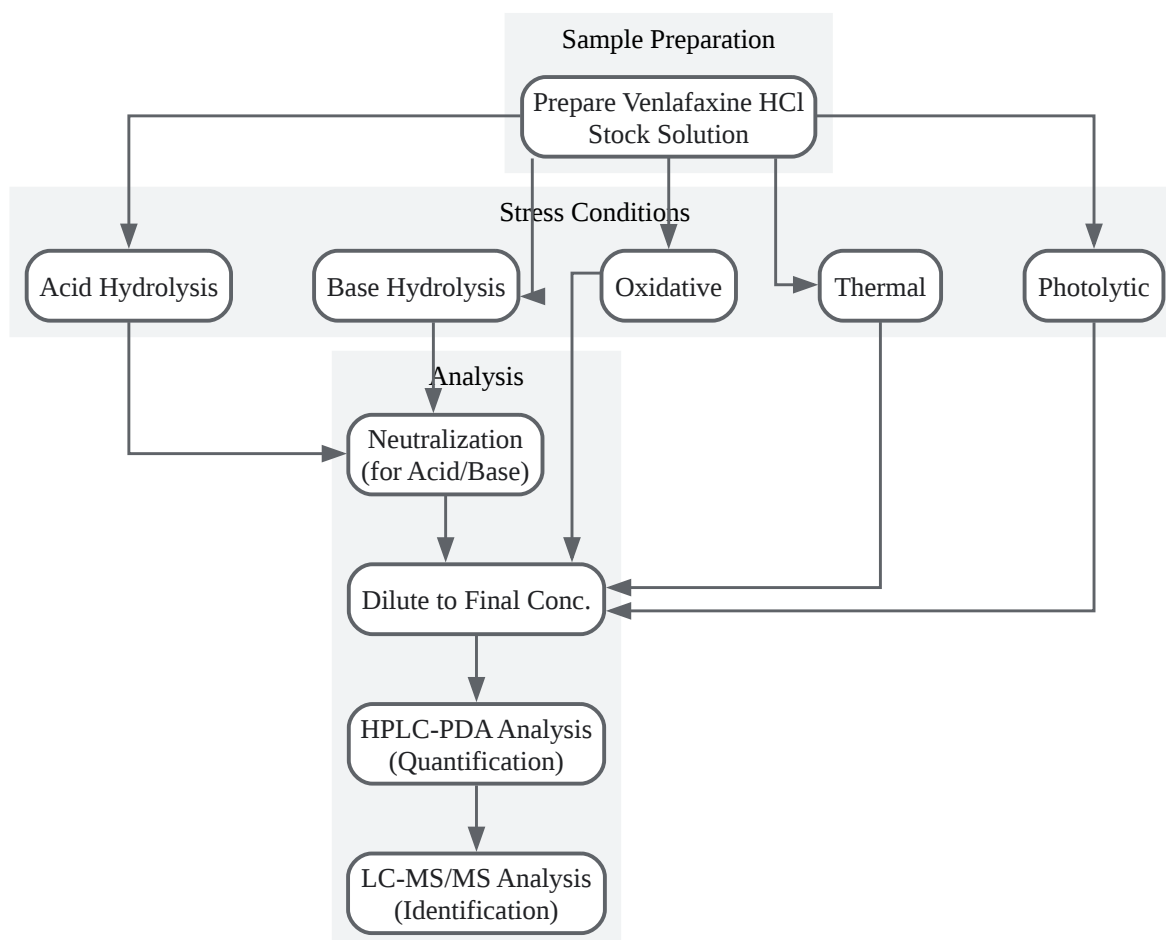 Sample Preparation
Prepare Venlafaxine HCl
Stock Solution
Stress Conditions
Acid Hydrolysis
Base Hydrolysis
Oxidative
Thermal
Photolytic
Analysis
Neutralization
(for Acid/Base)
Dilute to Final Conc.
HPLC-PDA Analysis
(Quantification)
LC-MS/MS Analysis
(Identification)